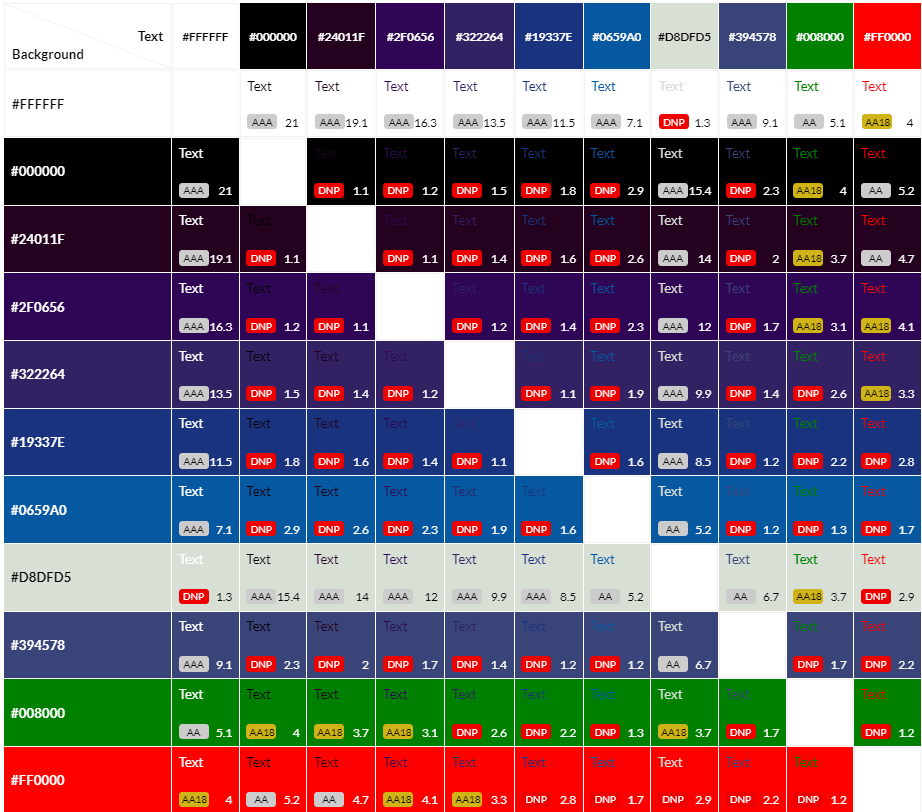 Text #FFFFFF #000000 #24011F #2F0656 #322264 #19337E #0659A0 #D8DFD5 #394578 #008000 #FF0000
Background
#FFFFFF
Text Text Text Text Text Text Text Text Text Text
AAA 21 AAA 19.1 AAA 16.3 AAA 13.5 AAA 11.5 AAA 7.1 DNP 1.3 AAA 9.1 AA 5.1 AA18 4
#000000
Text Text Text Text Text Text Text Text Text Text
AAA 21 DNP 1.1 DNP 1.2 DNP 1.5 DNP 1.8 DNP 2.9 AAA 15.4 DNP 2.3 AA18 4 AA 5.2
#24011F
Text Text Text Text Text Text Text Text Text Text
AAA 19.1 DNP 1.1 DNP 1.1 DNP 1.4 DNP 1.6 DNP 2.6 AAA 14 DNP 2 AA18 3.7 AA 4.7
#2F0656
Text Text Text Text Text Text Text Text Text Text
AAA 16.3 DNP 1.2 DNP 1.1 DNP 1.2 DNP 1.4 DNP 2.3 AAA 12 DNP 1.7 AA18 3.1 AA18 4.1
#322264
Text Text Text Text Text Text Text Text Text Text
AAA 13.5 DNP 1.5 DNP 1.4 DNP 1.2 DNP 1.1 DNP 1.9 AAA 9.9 DNP 1.4 DNP 2.6 AA18 3.3
#19337E
Text Text Text Text Text Text Text Text Text Text
AAA 11.5 DNP 1.8 DNP 1.6 DNP 1.4 DNP 1.1 DNP 1.6 AAA 8.5 DNP 1.2 DNP 2.2 DNP 2.8
#0659A0
Text Text Text Text Text Text Text Text Text Text
AAA 7.1 DNP 2.9 DNP 2.6 DNP 2.3 DNP 1.9 DNP 1.6 AA 5.2 DNP 1.2 DNP 1.3 DNP 1.7
#D8DFD5
Text Text Text Text Text Text Text Text Text Text
DNP 1.3 AAA 15.4 AAA 14 AAA 12 AAA 9.9 AAA 8.5 AA 5.2 AA 6.7 AA18 3.7 DNP 2.9
#394578
Text Text Text Text Text Text Text Text Text Text
AAA 9.1 DNP 2.3 DNP 2 DNP 1.7 DNP 1.4 DNP 1.2 DNP 1.2 AA 6.7 DNP 1.7 DNP 2.2
#008000
Text Text Text Text Text Text Text Text Text Text
AA 5.1 AA18 4 AA18 3.7 AA18 3.1 DNP 2.6 DNP 2.2 DNP 1.3 AA18 3.7 DNP 1.7 DNP 1.2
#FF0000
Text Text Text Text Text Text Text Text Text Text
AA18 4 AA 5.2 AA 4.7 AA18 4.1 AA18 3.3 DNP 2.8 DNP 1.7 DNP 2.9 DNP 2.2 DNP 1.2